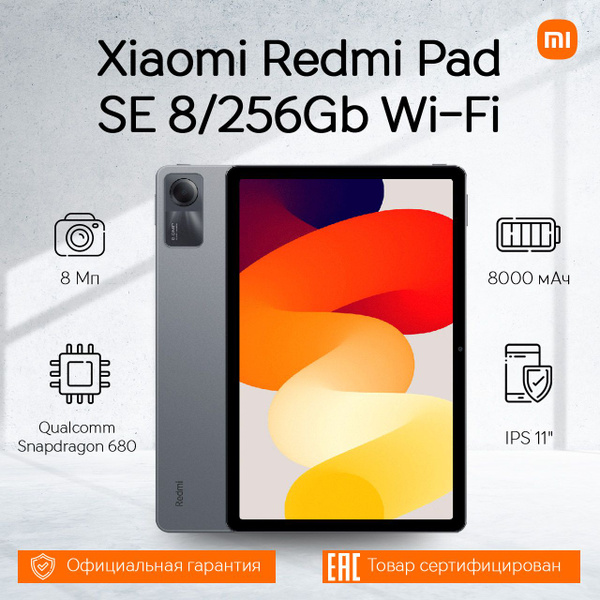 Xiaomi Redmi Pad
SE 8/256Gb Wi-Fi
8 Мп
8000 мАч
Qualcomm
Snapdragon 680
IPS 11"
Redmi
Официальная гарантия
EAC Товар сертифицирован